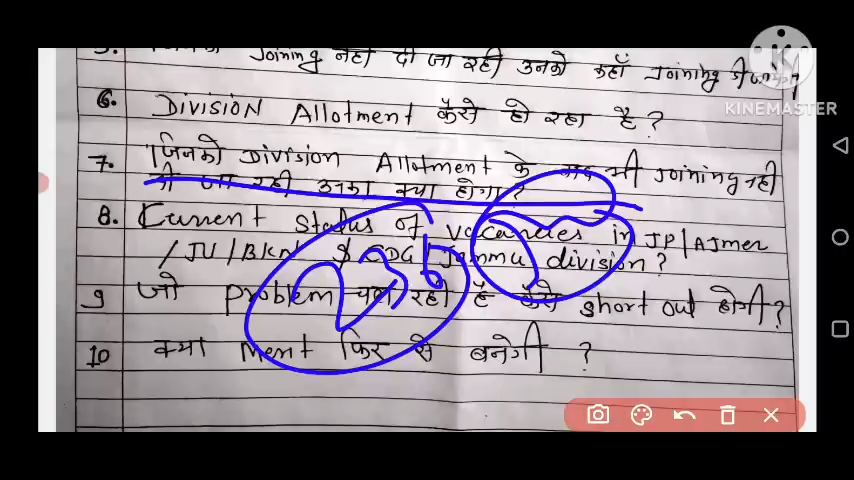 5. joining नहीं दी जा रही उनको कहाँ joining
KINEMASTER
6. Division Allotment कैसे हो रहा है ?
7. जिनको Division Allotment के बाद भी joining नही
दी जा रही उनका क्या होगा ?
8. Current status of vacancies in JP/Ajmer
/JU/BKN & CDG Jammu division ?
9 जो problem चल रही है कैसे short out होगी ?
10 क्या Merit फिर से बनेगी ?